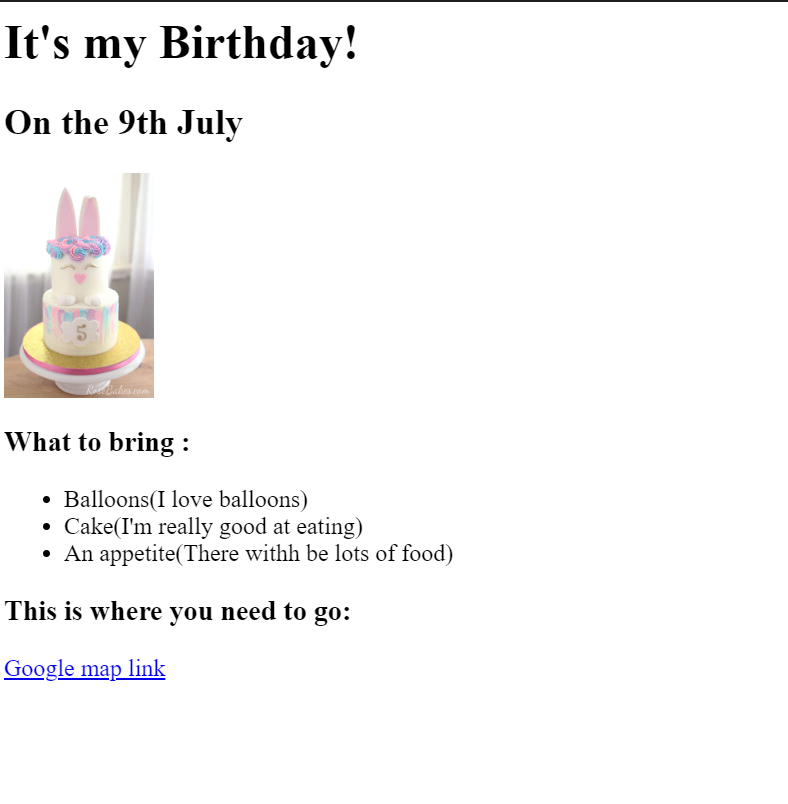 It's my Birthday!
On the 9th July
5
RoseBakes.com
What to bring :
Balloons(I love balloons)
Cake(I'm really good at eating)
An appetite(There withh be lots of food)
This is where you need to go:
Google map link